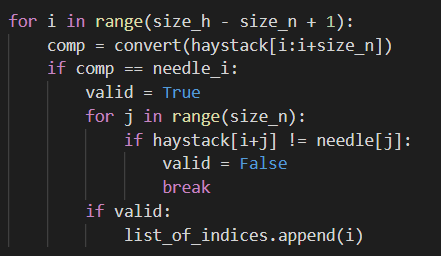 for i in range(size_h - size_n + 1):
    comp = convert(haystack[i:i+size_n])
    if comp == needle_i:
        valid = True
        for j in range(size_n):
            if haystack[i+j] != needle[j]:
                valid = False
                break
        if valid:
            list_of_indices.append(i)